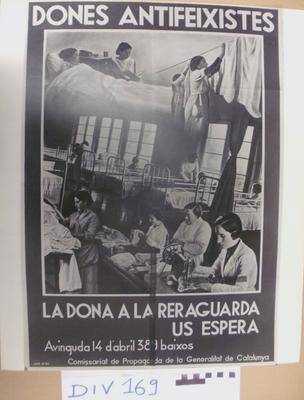 DONES ANTIFEIXISTES
LA DONA A LA RERAGUARDA
US ESPERA
Avinguda 14 d'abril 389 baixos
Comissariat de Propaganda de la Generalitat de Catalunya
DIV 169